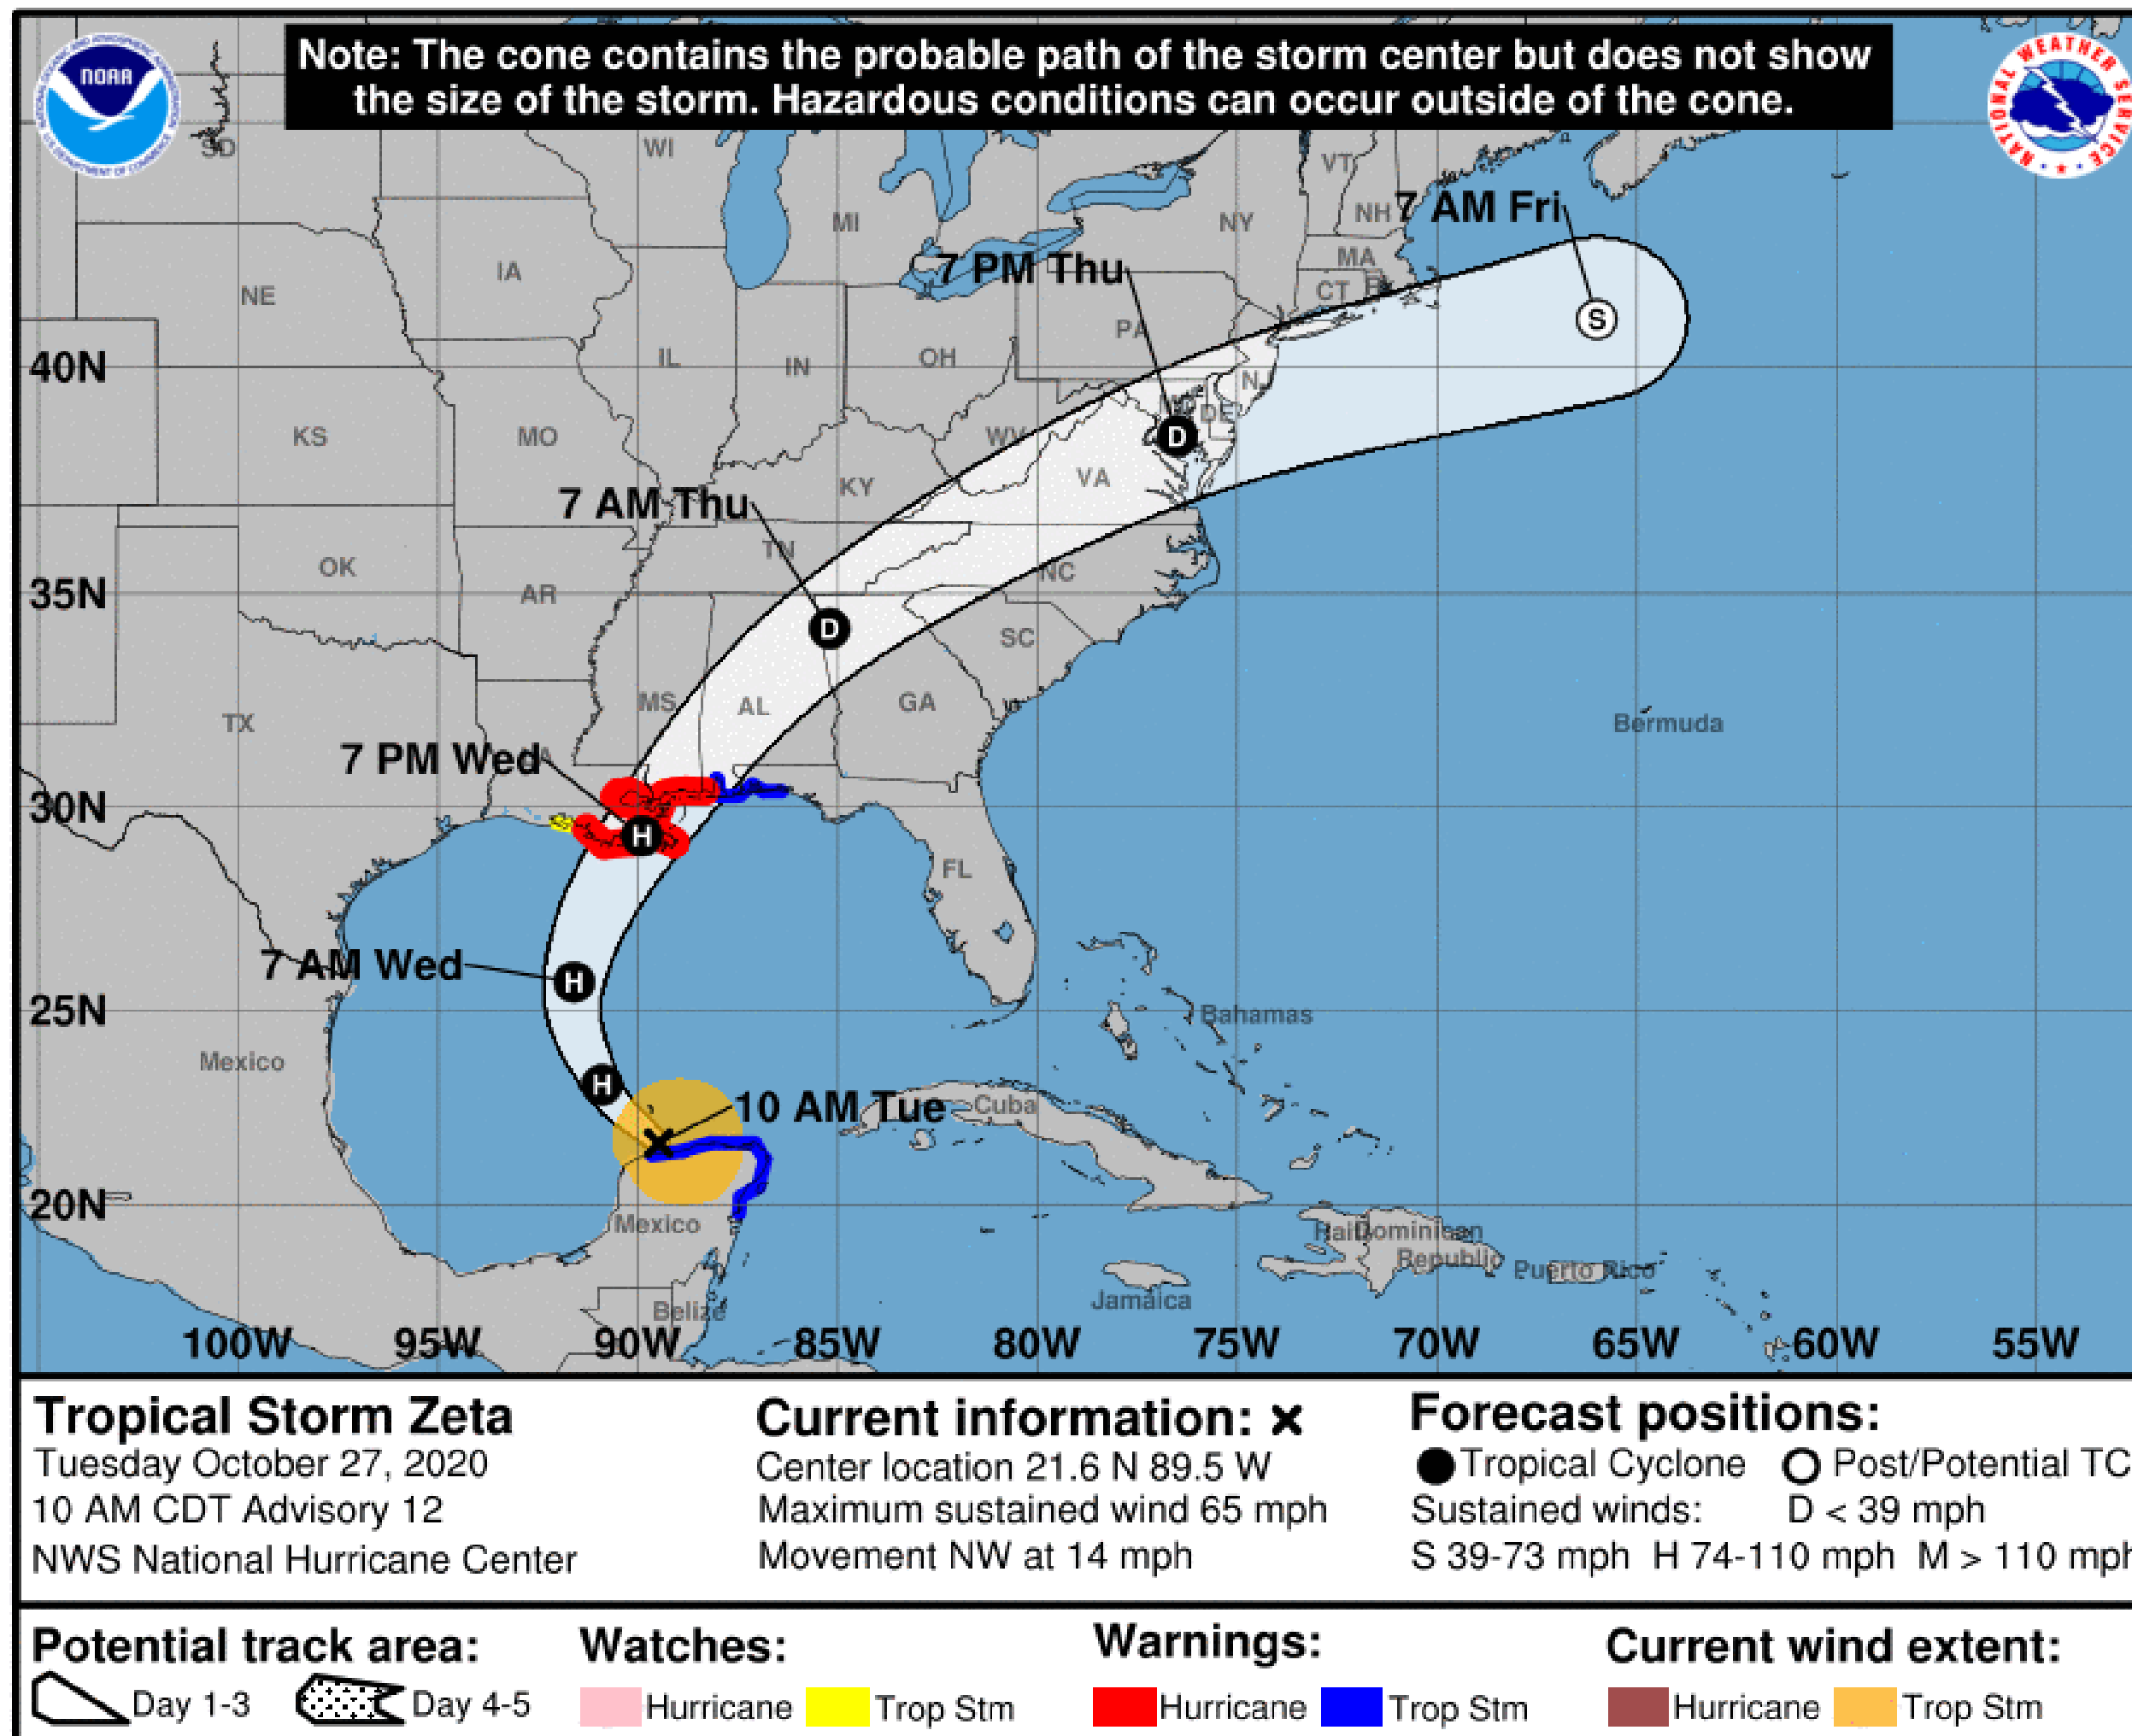 Note: The cone contains the probable path of the storm center but does not show
the size of the storm. Hazardous conditions can occur outside of the cone.
NOAA
NATIONAL WEATHER SERVICE
SD
WI
VT
MI
NY
NH
7 AM Fri
IA
7 PM Thu
MA
NE
CT
S
PA
40N
IL
IN
OH
NJ
DE
KS
MO
WV
D
VA
KY
7 AM Thu
TN
OK
NC
AR
35N
D
SC
MS
AL
GA
TX
Bermuda
7 PM Wed
30N
H
FL
7 AM Wed
H
25N
Bahamas
Mexico
H
10 AM Tue
Cuba
20N
Mexico
Dominican
Republic
Puerto Rico
Jamaica
Belize
100W 95W 90W 85W 80W 75W 70W 65W 60W 55W
Tropical Storm Zeta
Tuesday October 27, 2020
10 AM CDT Advisory 12
NWS National Hurricane Center
Current information: x
Center location 21.6 N 89.5 W
Maximum sustained wind 65 mph
Movement NW at 14 mph
Forecast positions:
Tropical Cyclone Post/Potential TC
Sustained winds: D < 39 mph
S 39-73 mph H 74-110 mph M > 110 mph
Potential track area:
Day 1-3 Day 4-5
Watches:
Hurricane Trop Stm
Warnings:
Hurricane Trop Stm
Current wind extent:
Hurricane Trop Stm